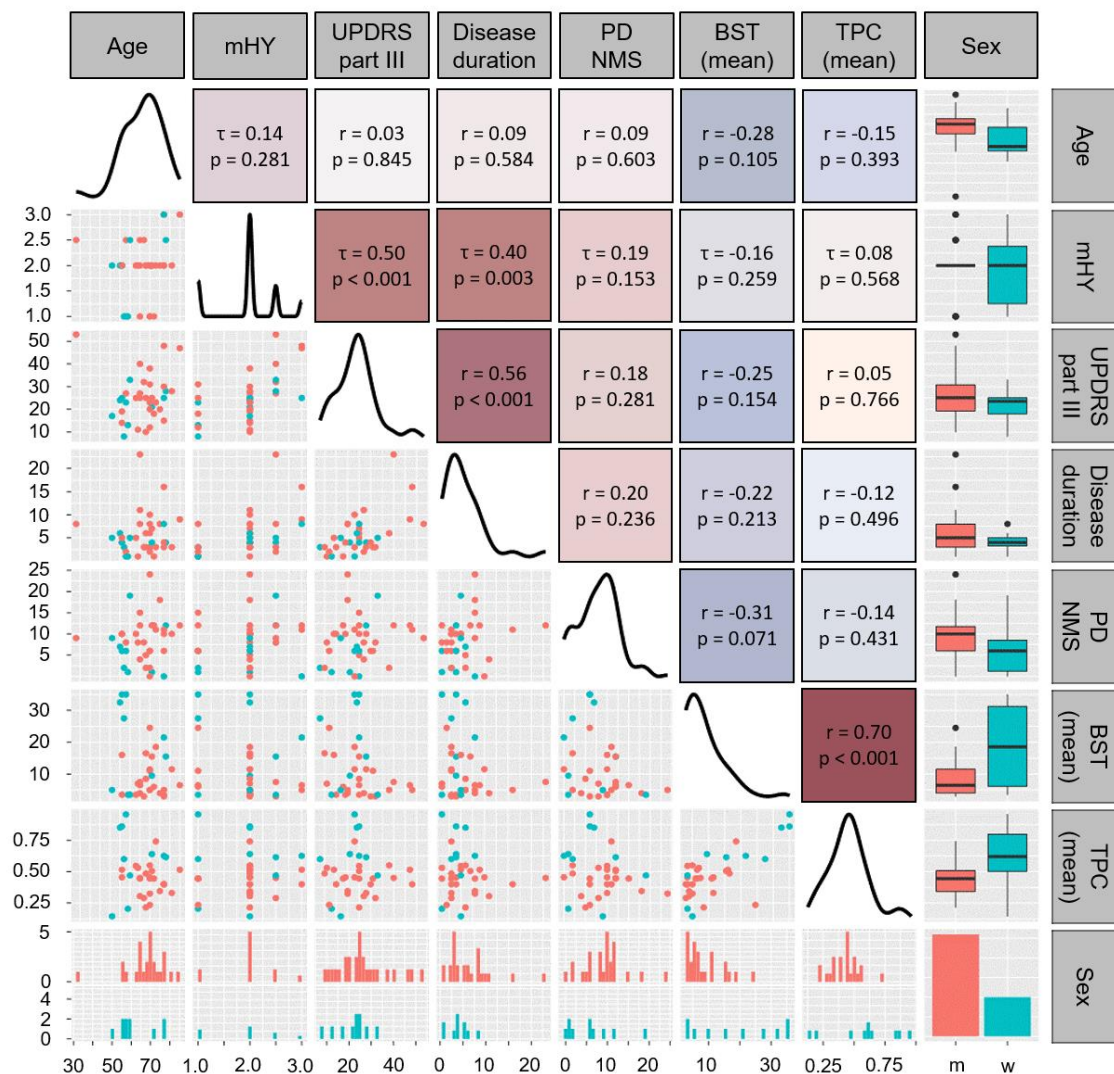 Age
mHY
UPDRS
part III
Disease
duration
PD
NMS
BST
(mean)
TPC
(mean)
Sex
τ = 0.14
p = 0.281
r = 0.03
p = 0.845
r = 0.09
p = 0.584
r = 0.09
p = 0.603
r = -0.28
p = 0.105
r = -0.15
p = 0.393
Age
3.0
2.5
2.0
1.5
1.0
τ = 0.50
p < 0.001
τ = 0.40
p = 0.003
τ = 0.19
p = 0.153
τ = -0.16
p = 0.259
τ = 0.08
p = 0.568
mHY
50
40
30
20
10
r = 0.56
p < 0.001
r = 0.18
p = 0.281
r = -0.25
p = 0.154
r = 0.05
p = 0.766
UPDRS
part III
20
15
10
5
r = 0.20
p = 0.236
r = -0.22
p = 0.213
r = -0.12
p = 0.496
Disease
duration
25
20
15
10
5
r = -0.31
p = 0.071
r = -0.14
p = 0.431
PD
NMS
30
20
10
r = 0.70
p < 0.001
BST
(mean)
0.75
0.50
0.25
TPC
(mean)
5
0
4
2
0
Sex
30 50 70
1.0 2.0 3.0
20 40
0 10 20
0 10 20
10 30
0.25 0.75
m w